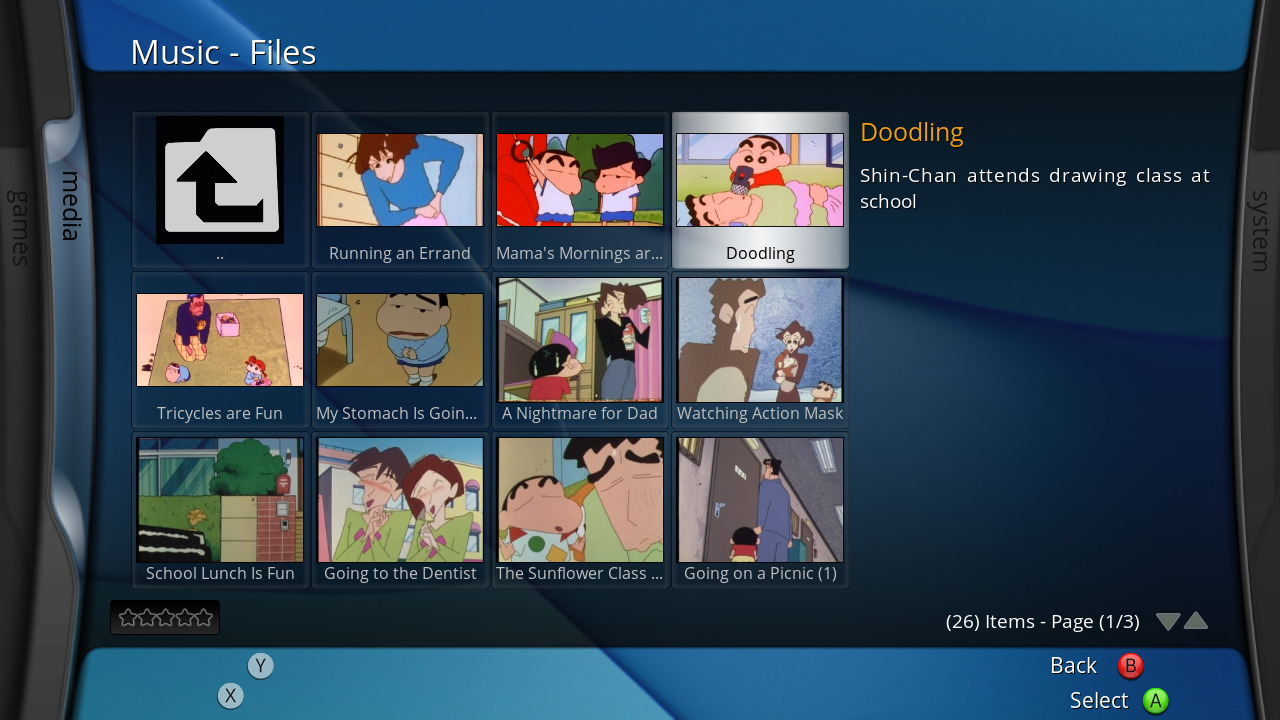 Music - Files
games
media
system
..
Running an Errand
Mama's Mornings ar...
Doodling
Doodling
Shin-Chan attends drawing class at
school
Tricycles are Fun
My Stomach Is Goin...
A Nightmare for Dad
Watching Action Mask
School Lunch Is Fun
Going to the Dentist
The Sunflower Class ...
Going on a Picnic (1)
(26) Items - Page (1/3)
Y
X
Back B
Select A